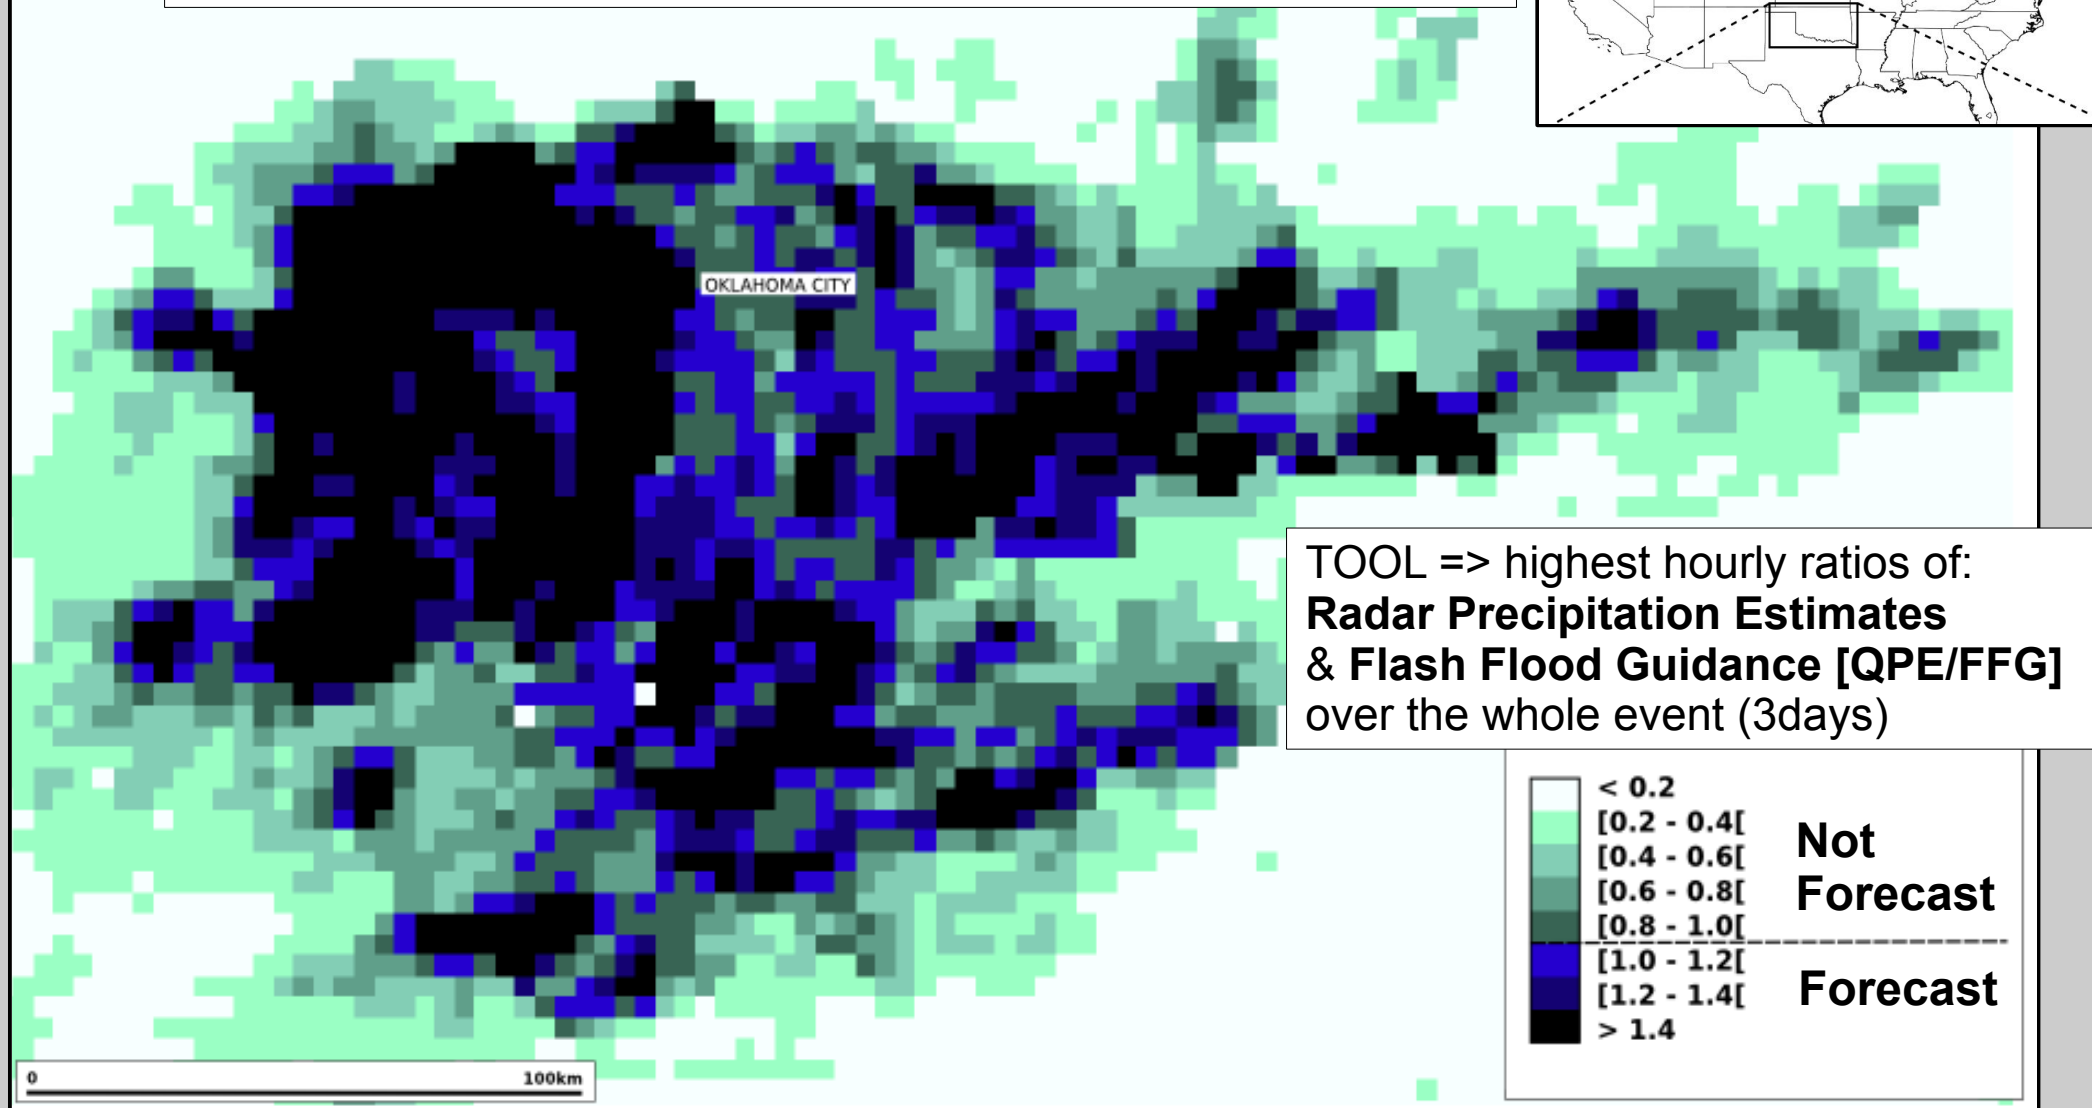 OKLAHOMA CITY
TOOL => highest hourly ratios of:
Radar Precipitation Estimates
& Flash Flood Guidance [QPE/FFG]
over the whole event (3days)
< 0.2
[0.2 - 0.4[
[0.4 - 0.6[
[0.6 - 0.8[
[0.8 - 1.0[
Not
Forecast
[1.0 - 1.2[
[1.2 - 1.4[
> 1.4
Forecast
0 100km